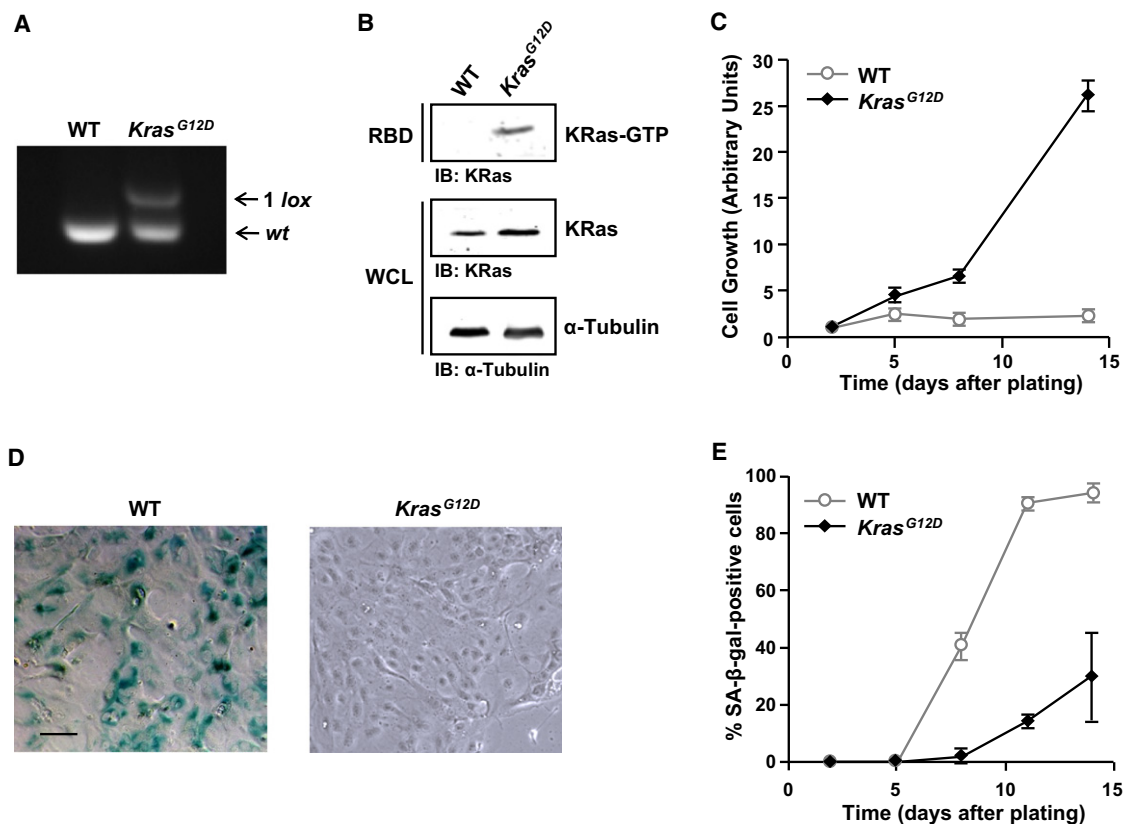 A
WT Kras G12D
1 lox
wt
B
WT Kras G12D
RBD
KRas-GTP
IB: KRas
WCL
KRas
IB: KRas
α-Tubulin
IB: α-Tubulin
C
WT
Kras G12D
Cell Growth (Arbitrary Units)
30
25
20
15
10
5
0
0 5 10 15
Time (days after plating)
D
WT
Kras G12D
E
WT
Kras G12D
% SA-β-gal-positive cells
100
80
60
40
20
0
0 5 10 15
Time (days after plating)